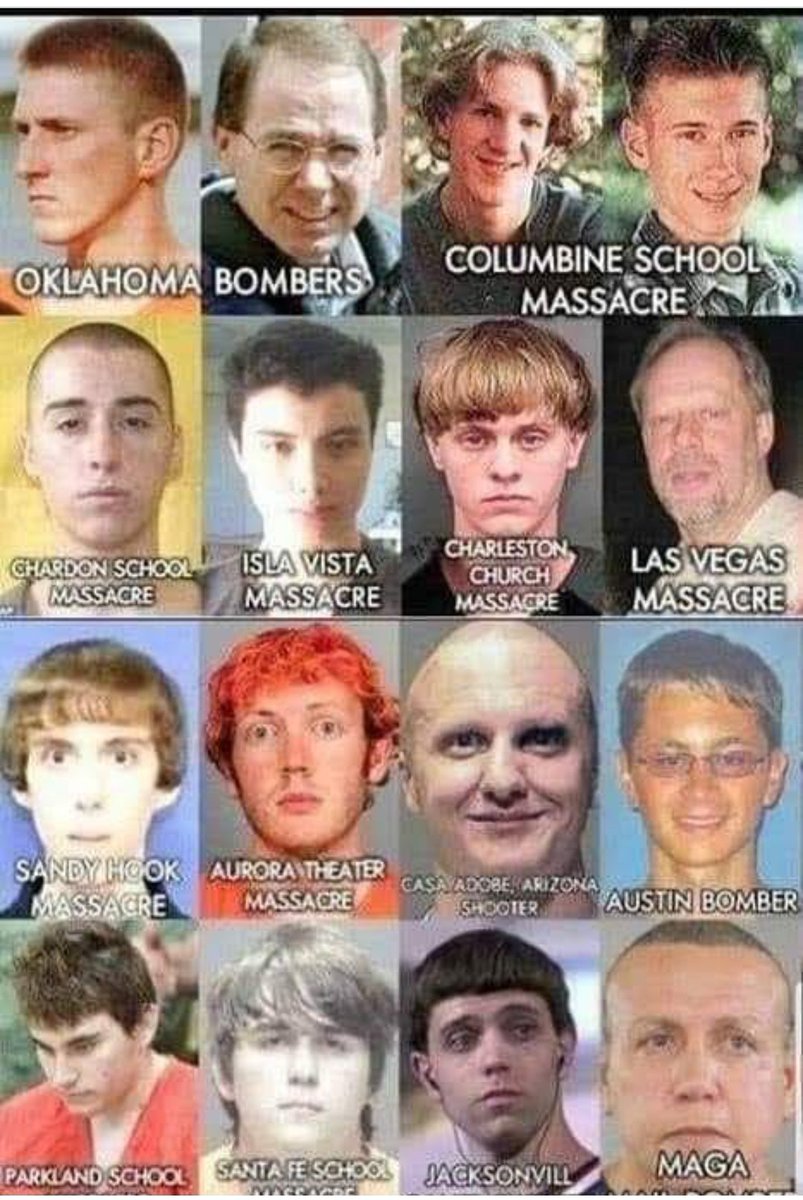 OKLAHOMA BOMBERS
COLUMBINE SCHOOL
MASSACRE
CHARDON SCHOOL
MASSACRE
ISLA VISTA
MASSACRE
CHARLESTON
CHURCH
MASSACRE
LAS VEGAS
MASSACRE
SANDY HOOK
MASSACRE
AURORA THEATER
MASSACRE
CASA ADOBE, ARIZONA
SHOOTER
AUSTIN BOMBER
PARKLAND SCHOOL
SANTA FE SCHOOL
MASSACRE
JACKSONVILL
MAGA